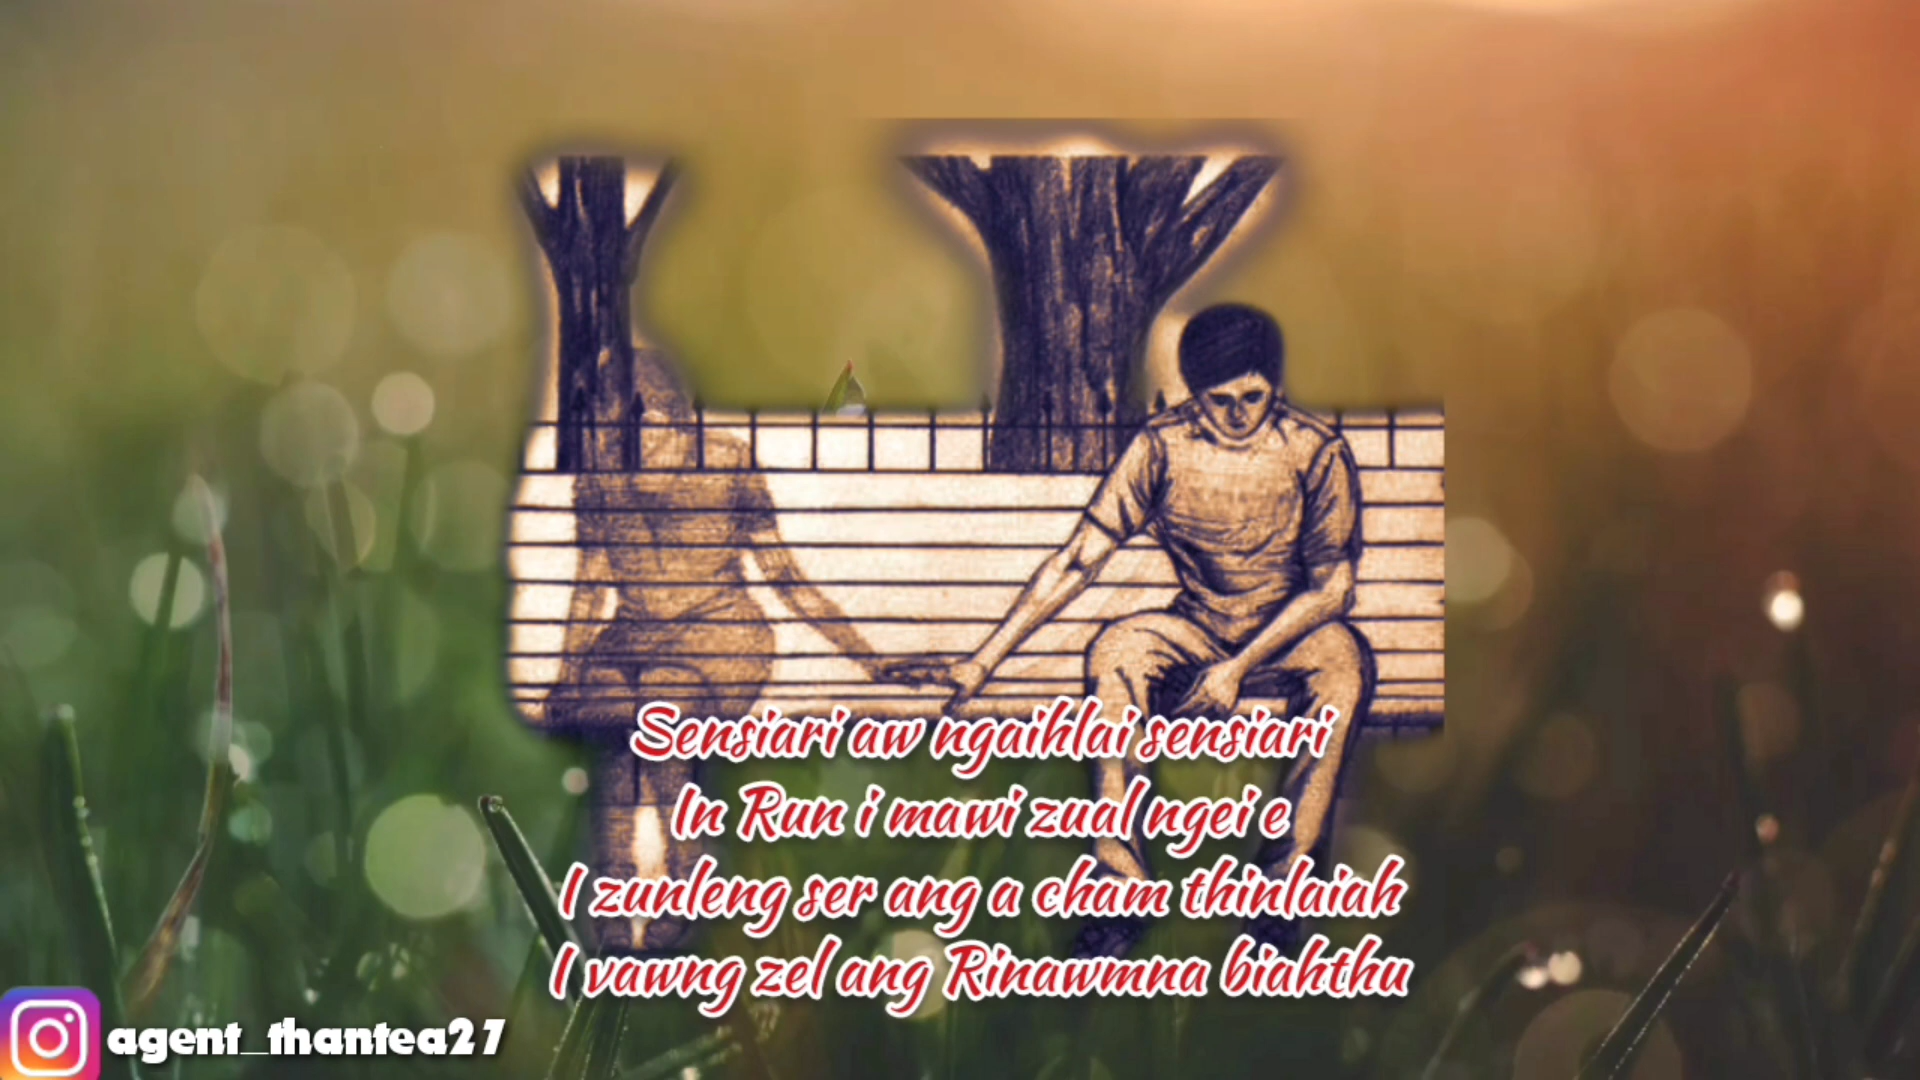 Sensiari aw ngaihlai sensiari
In Run i mawi zual ngei e
I zunleng ser ang a cham thinlaiah
I vawng zel ang Rinawmna biahthu
agent_thantea27